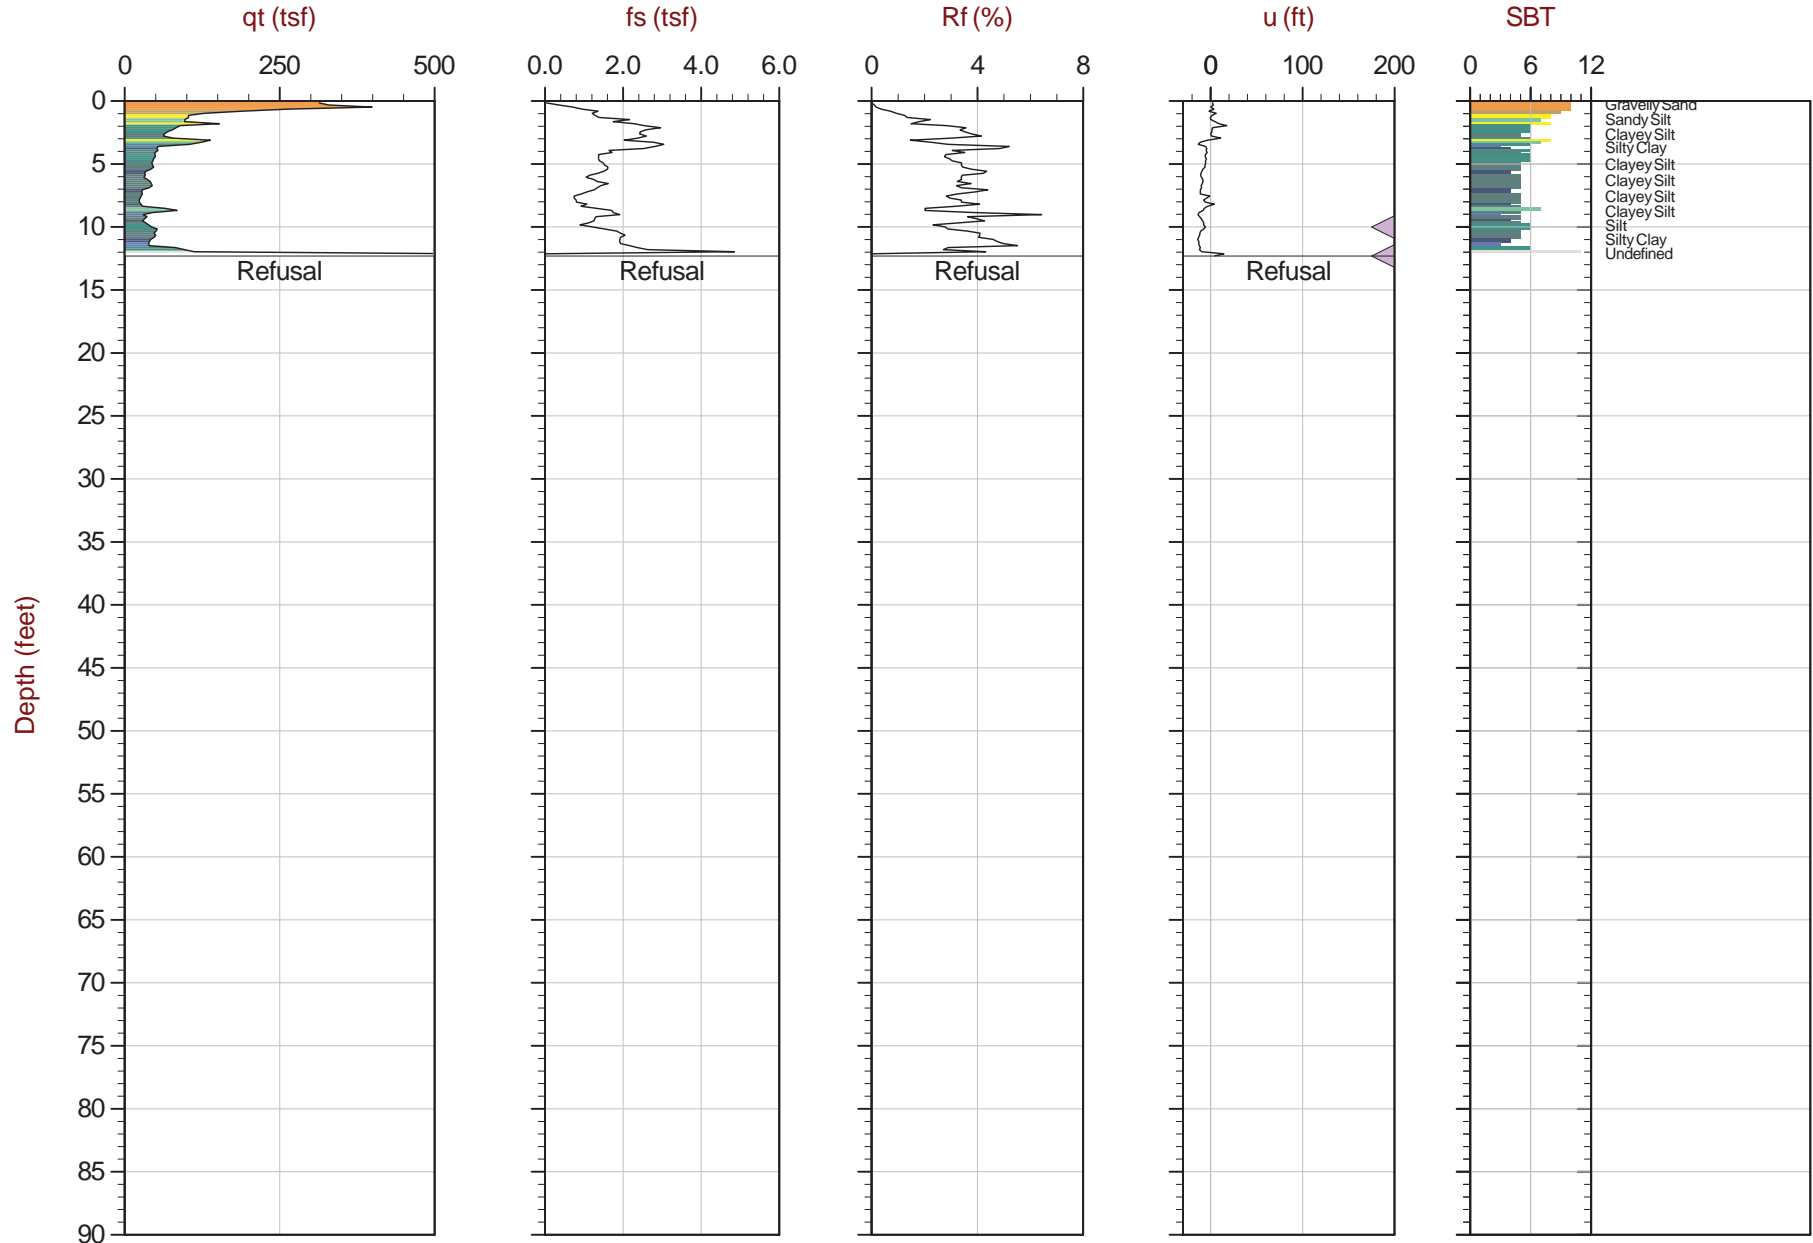 qt (tsf) fs (tsf) Rf (%) u (ft) SBT
0 250 500 0.0 2.0 4.0 6.0 0 4 8 0 100 200 0 6 12
0
5
10
15
20
25
30
35
40
45
50
55
60
65
70
75
80
85
90
Depth (feet)
Refusal Refusal Refusal Refusal
Gravelly Sand
Sandy Silt
Clayey Silt
Silty Clay
Clayey Silt
Clayey Silt
Clayey Silt
Clayey Silt
Silt
Silty Clay
Undefined